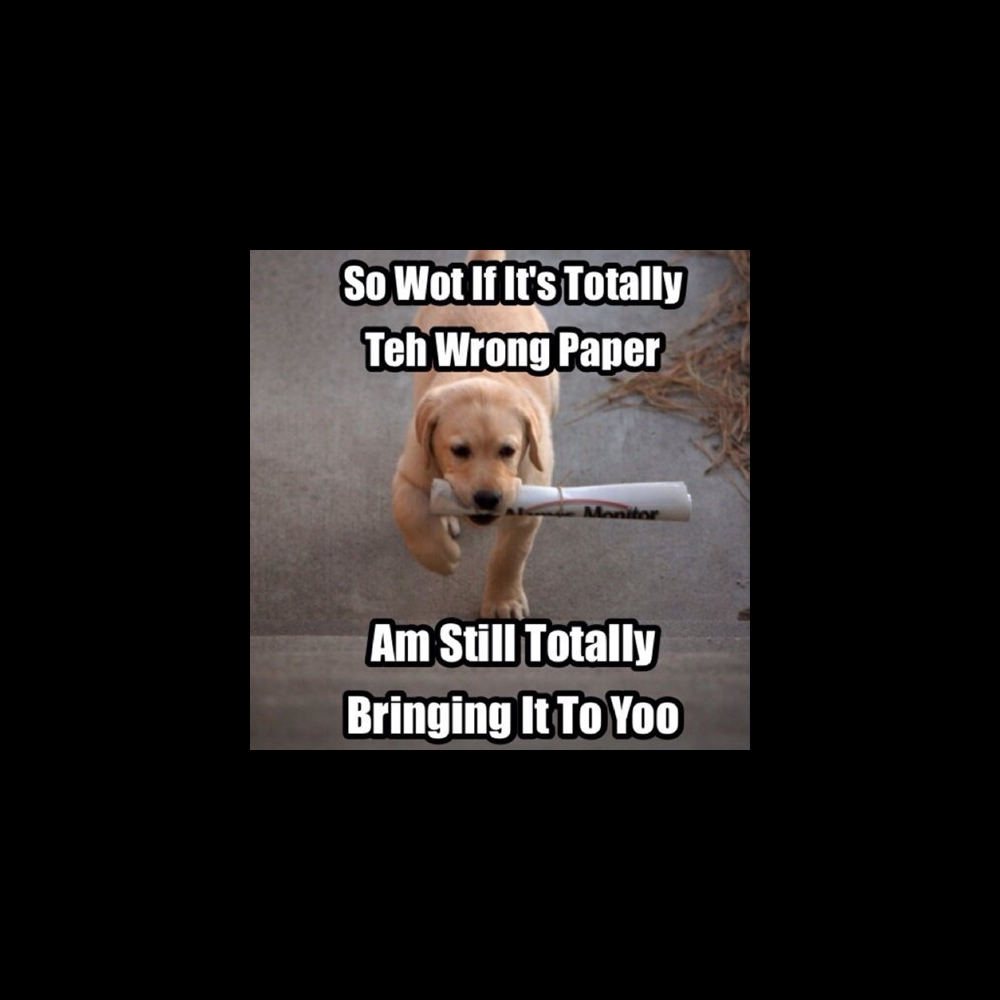 So Wot If It's Totally
Teh Wrong Paper
Monitor
Am Still Totally
Bringing It To Yoo